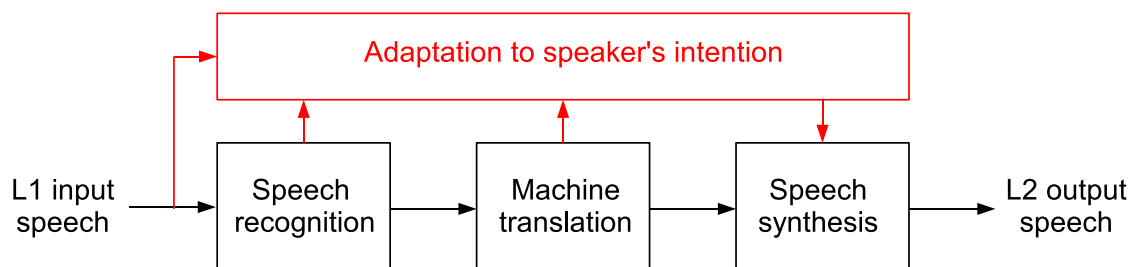 Adaptation to speaker's intention
L1 input
speech
Speech
recognition
Machine
translation
Speech
synthesis
L2 output
speech